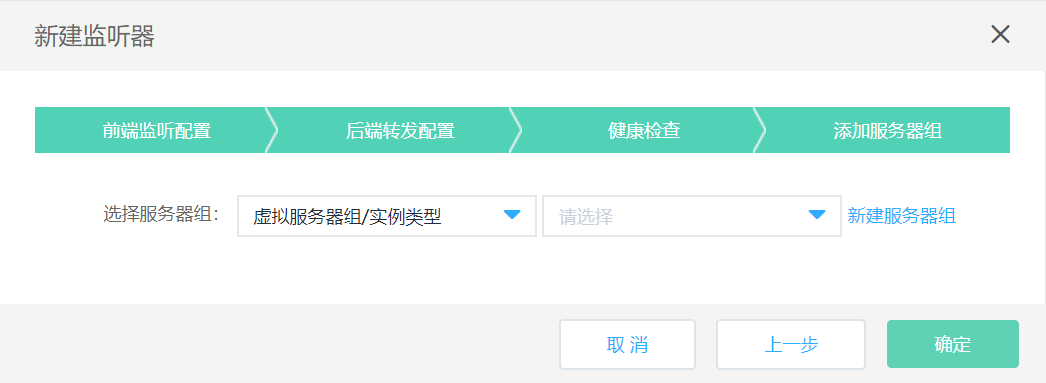 新建监听器
前端监听配置 后端转发配置 健康检查 添加服务器组
选择服务器组: 虚拟服务器组/实例类型 请选择 新建服务器组
取 消 上一步 确定